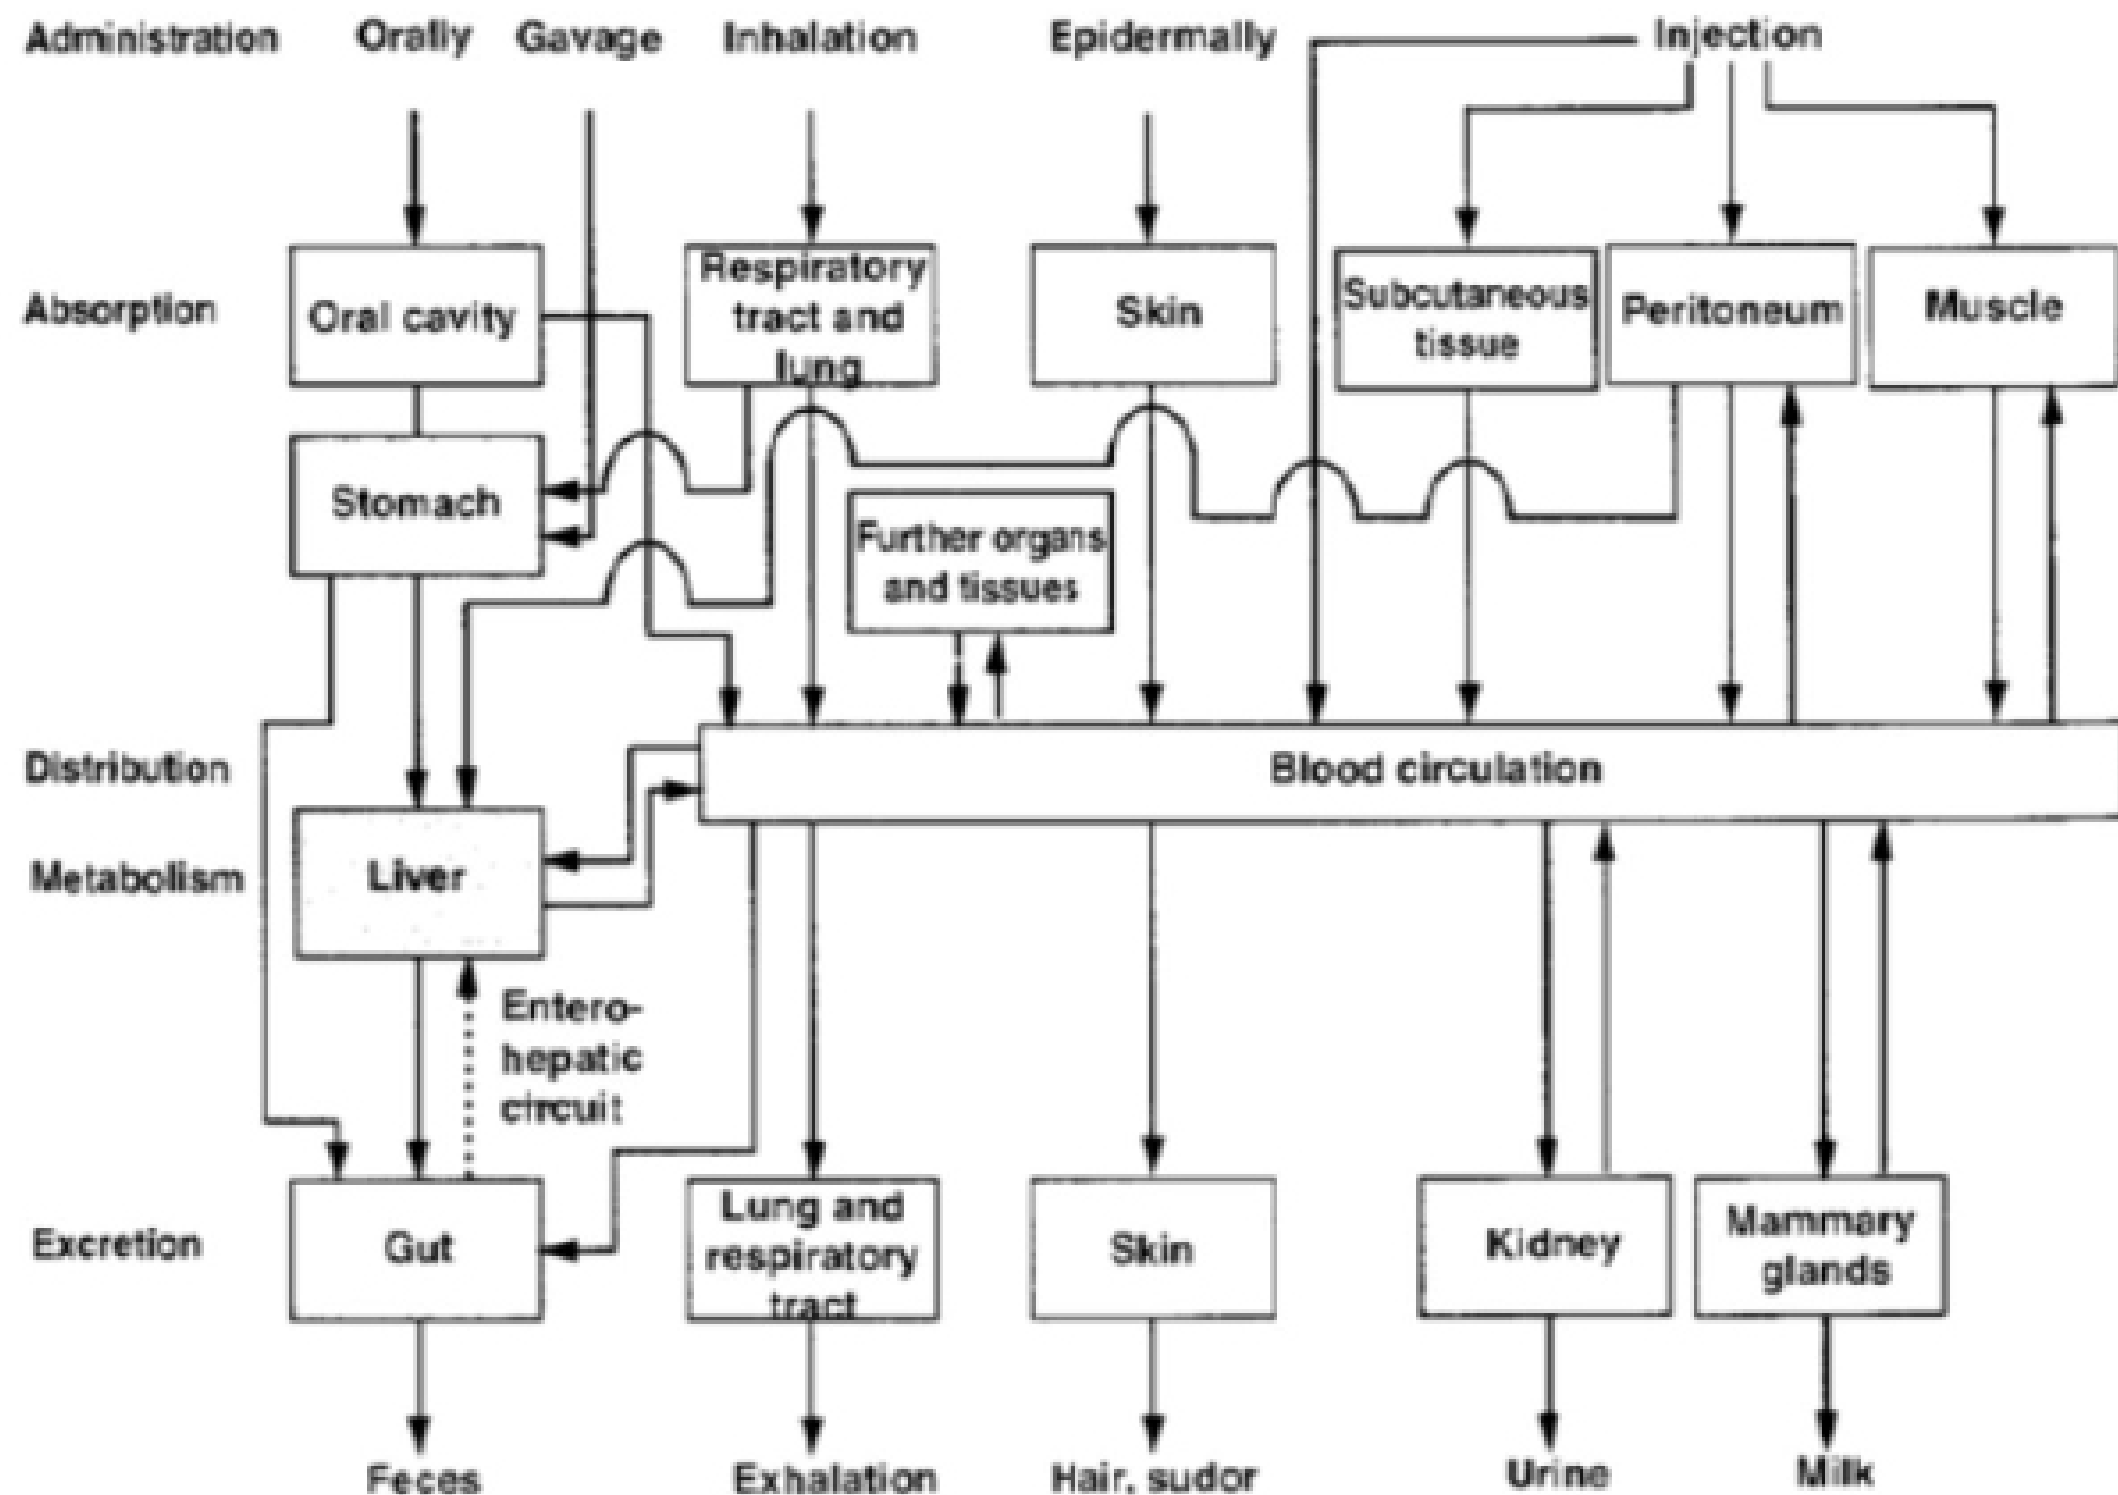 Administration Orally Gavage Inhalation Epidermally Injection
Absorption
Oral cavity
Respiratory
tract and
lung
Skin
Subcutaneous
tissue
Peritoneum
Muscle
Stomach
Further organs
and tissues
Distribution
Blood circulation
Metabolism
Liver
Entero-
hepatic
circuit
Excretion
Gut
Lung and
respiratory
tract
Skin
Kidney
Mammary
glands
Feces Exhalation Hair, sudor Urine Milk